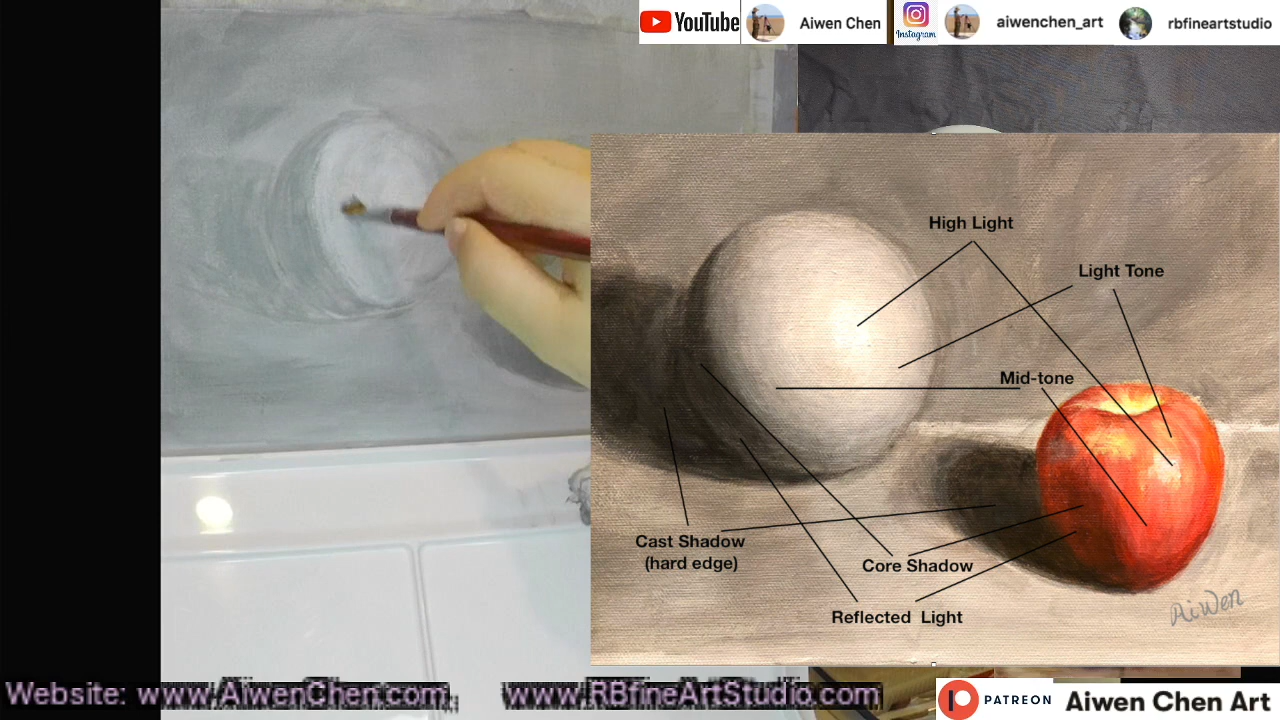 YouTube
Aiwen Chen
Instagram
aiwenchen_art
rbfineartstudio
High Light
Light Tone
Mid-tone
Cast Shadow
(hard edge)
Core Shadow
Reflected Light
AiWen
Website: www.AiwenChen.com, www.RBfineArtStudio.com
PATREON
Aiwen Chen Art